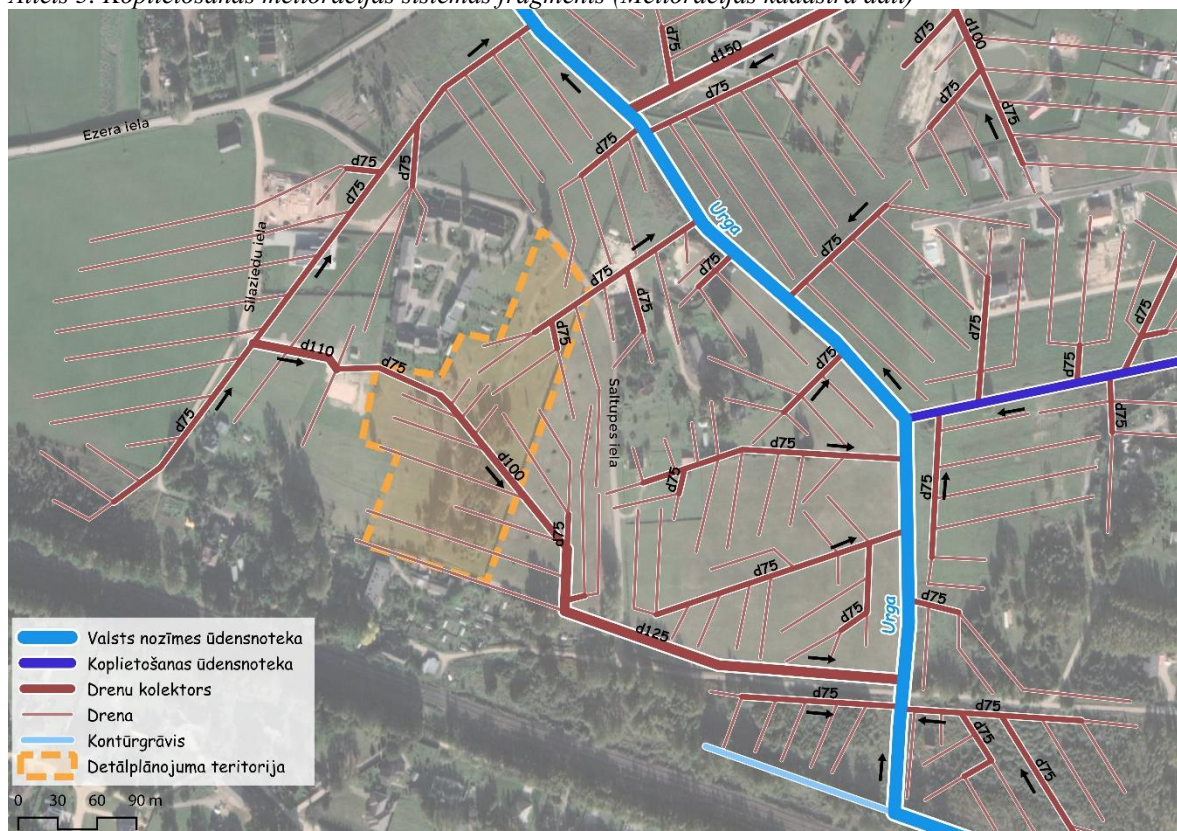 Attēls 3. Koplietošanas meliorācijas sistēmas fragments (Meliorācijas kadastra dati)
d75
d150
d75
d100
d75
d75
Ezera iela
d75
d75
d75
d75
Urga
d75
d75
Silaziedu iela
d75
d75
d75
d75
d110
d75
d75
d75
d75
Saltupes iela
d75
d75
d100
d75
d75
d75
d75
d75
d75
d75
Urga
d125
d75
d75
d75
d75
Valsts nozīmes ūdensnoteka
Koplietošanas ūdensnoteka
Drenu kolektors
Drena
Kontūrgrāvis
Detālplānojuma teritorija
0 30 60 90 m